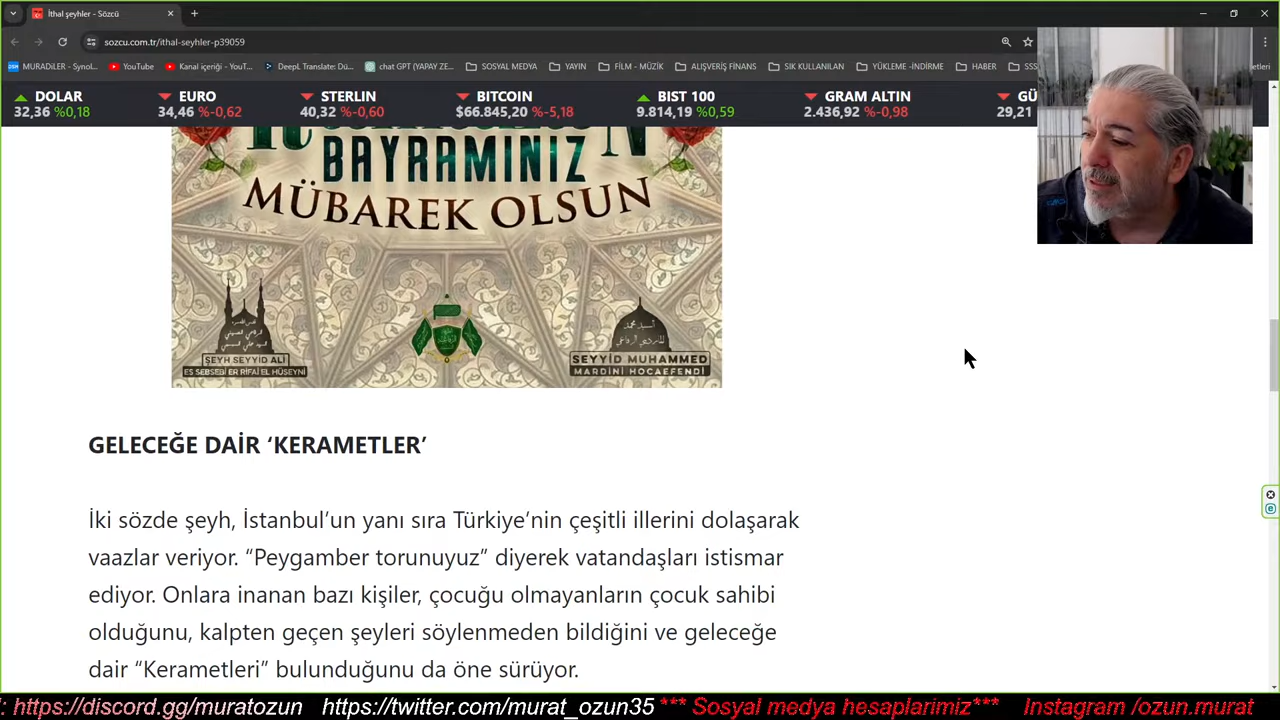 İthal şeyhler - Sözcü
sozcu.com.tr/ithal-seyhler-p39059
MURADiLER - Synol...
YouTube
Kanal içeriği - YouT...
DeepL Translate: Dü...
chat GPT (YAPAY ZE...
SOSYAL MEDYA
YAYIN
FİLM - MÜZİK
ALIŞVERİŞ FİNANS
SIK KULLANILAN
YÜKLEME -İNDİRME
HABER
SSS
DOLAR
32,36 %0,18
EURO
34,46 %-0,62
STERLIN
40,32 %-0,60
BITCOIN
$66.845,20 %-5,18
BIST 100
9.814,19 %0,59
GRAM ALTIN
2.436,92 %-0,98
GÜ
29,21
BAYRAMINIZ
MÜBAREK OLSUN
ŞEYH SEYYID ALI
ES SEBSEBİ ER RİFAİ EL HÜSEYNİ
SEYYİD MUHAMMED
MARDİNİ HOCAEFENDİ
GELECEĞE DAİR ‘KERAMETLER’
İki sözde şeyh, İstanbul’un yanı sıra Türkiye’nin çeşitli illerini dolaşarak
vaazlar veriyor. “Peygamber torunuyuz” diyerek vatandaşları istismar
ediyor. Onlara inanan bazı kişiler, çocuğu olmayanların çocuk sahibi
olduğunu, kalpten geçen şeyleri söylenmeden bildiğini ve geleceğe
dair “Kerametleri” bulunduğunu da öne sürüyor.
: https://discord.gg/muratozun https://twitter.com/murat_ozun35 *** Sosyal medya hesaplarimiz*** Instagram /ozun.murat